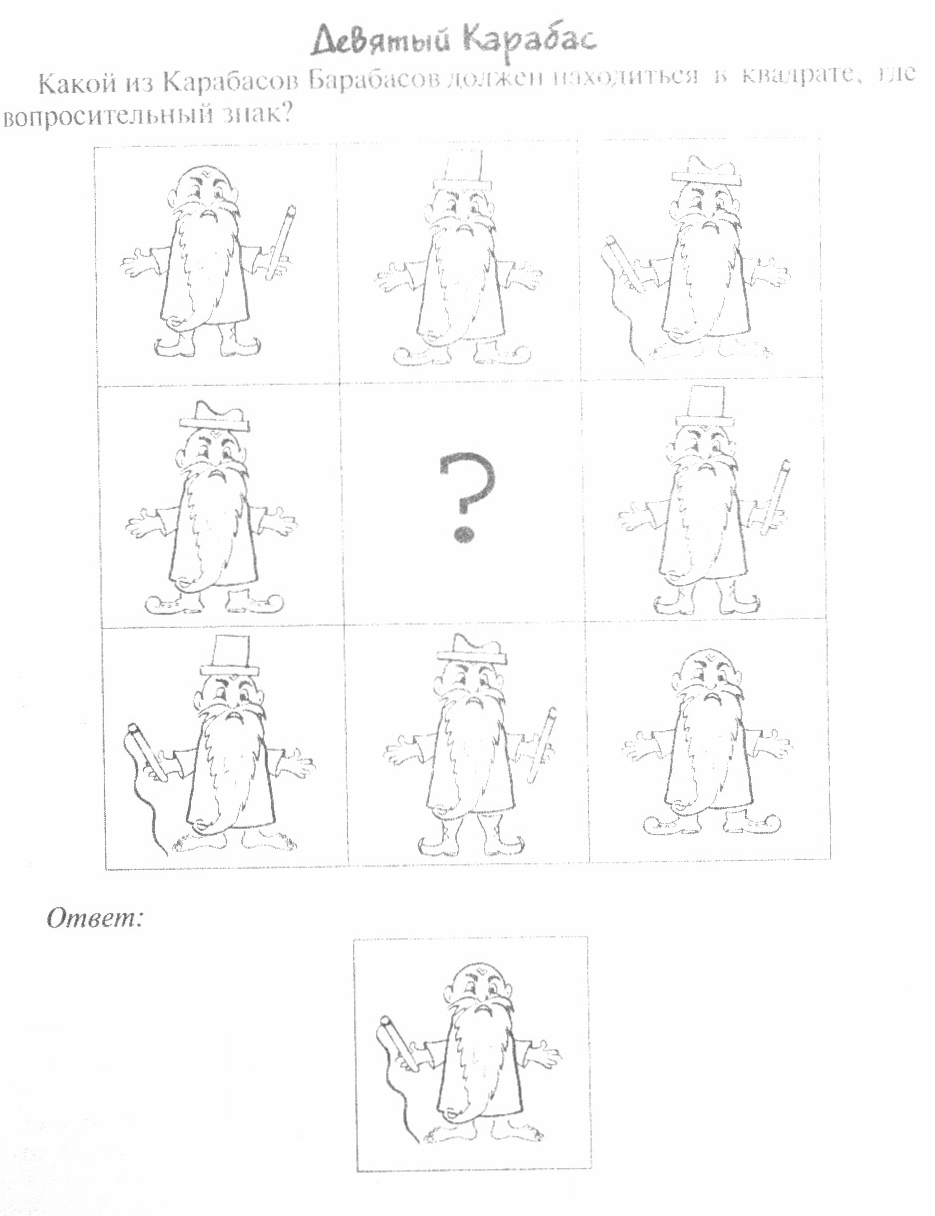 Девятый Карабас
Какой из Карабасов Барабасов должен находиться в квадрате, где
вопросительный знак?
?
Ответ: